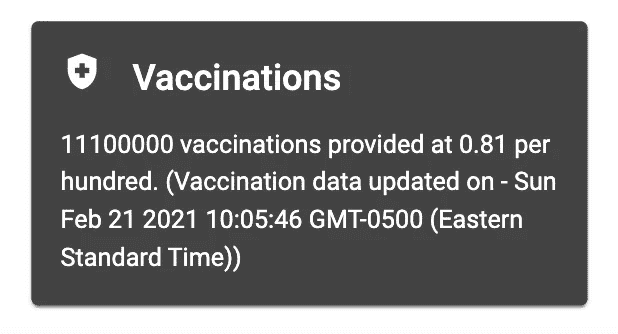 Vaccinations
11100000 vaccinations provided at 0.81 per
hundred. (Vaccination data updated on - Sun
Feb 21 2021 10:05:46 GMT-0500 (Eastern
Standard Time))